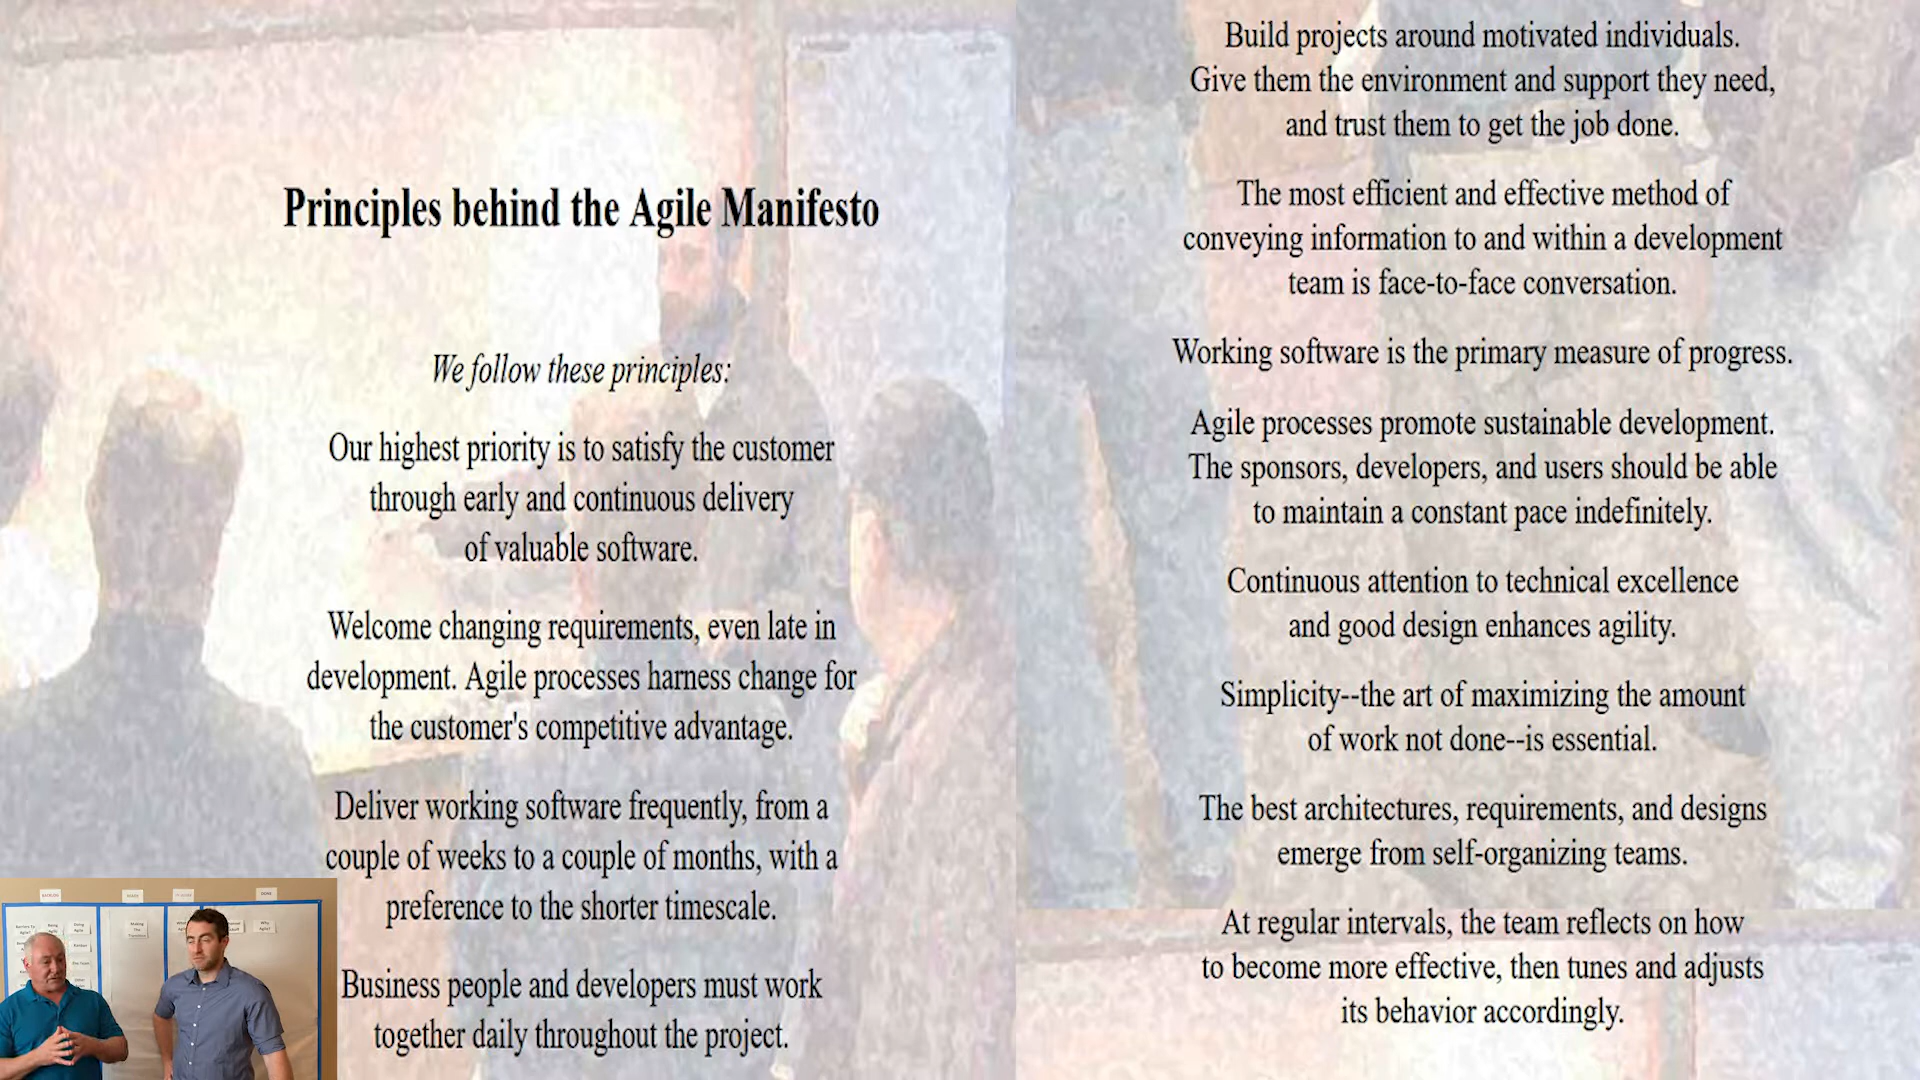 Principles behind the Agile Manifesto
We follow these principles:
Our highest priority is to satisfy the customer
through early and continuous delivery
of valuable software.
Welcome changing requirements, even late in
development. Agile processes harness change for
the customer's competitive advantage.
Deliver working software frequently, from a
couple of weeks to a couple of months, with a
preference to the shorter timescale.
Business people and developers must work
together daily throughout the project.
Build projects around motivated individuals.
Give them the environment and support they need,
and trust them to get the job done.
The most efficient and effective method of
conveying information to and within a development
team is face-to-face conversation.
Working software is the primary measure of progress.
Agile processes promote sustainable development.
The sponsors, developers, and users should be able
to maintain a constant pace indefinitely.
Continuous attention to technical excellence
and good design enhances agility.
Simplicity--the art of maximizing the amount
of work not done--is essential.
The best architectures, requirements, and designs
emerge from self-organizing teams.
At regular intervals, the team reflects on how
to become more effective, then tunes and adjusts
its behavior accordingly.
DONE
Why
Agile?
Making
The
Being
Doing